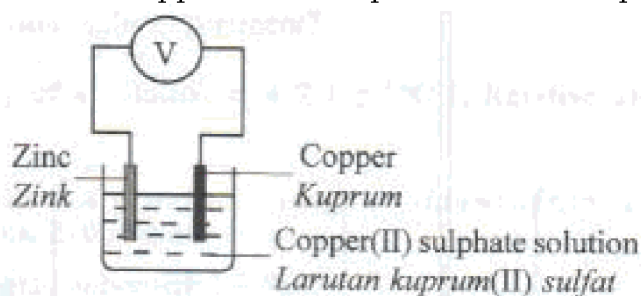 V
Zinc
Zink
Copper
Kuprum
Copper(II) sulphate solution
Larutan kuprum(II) sulfat